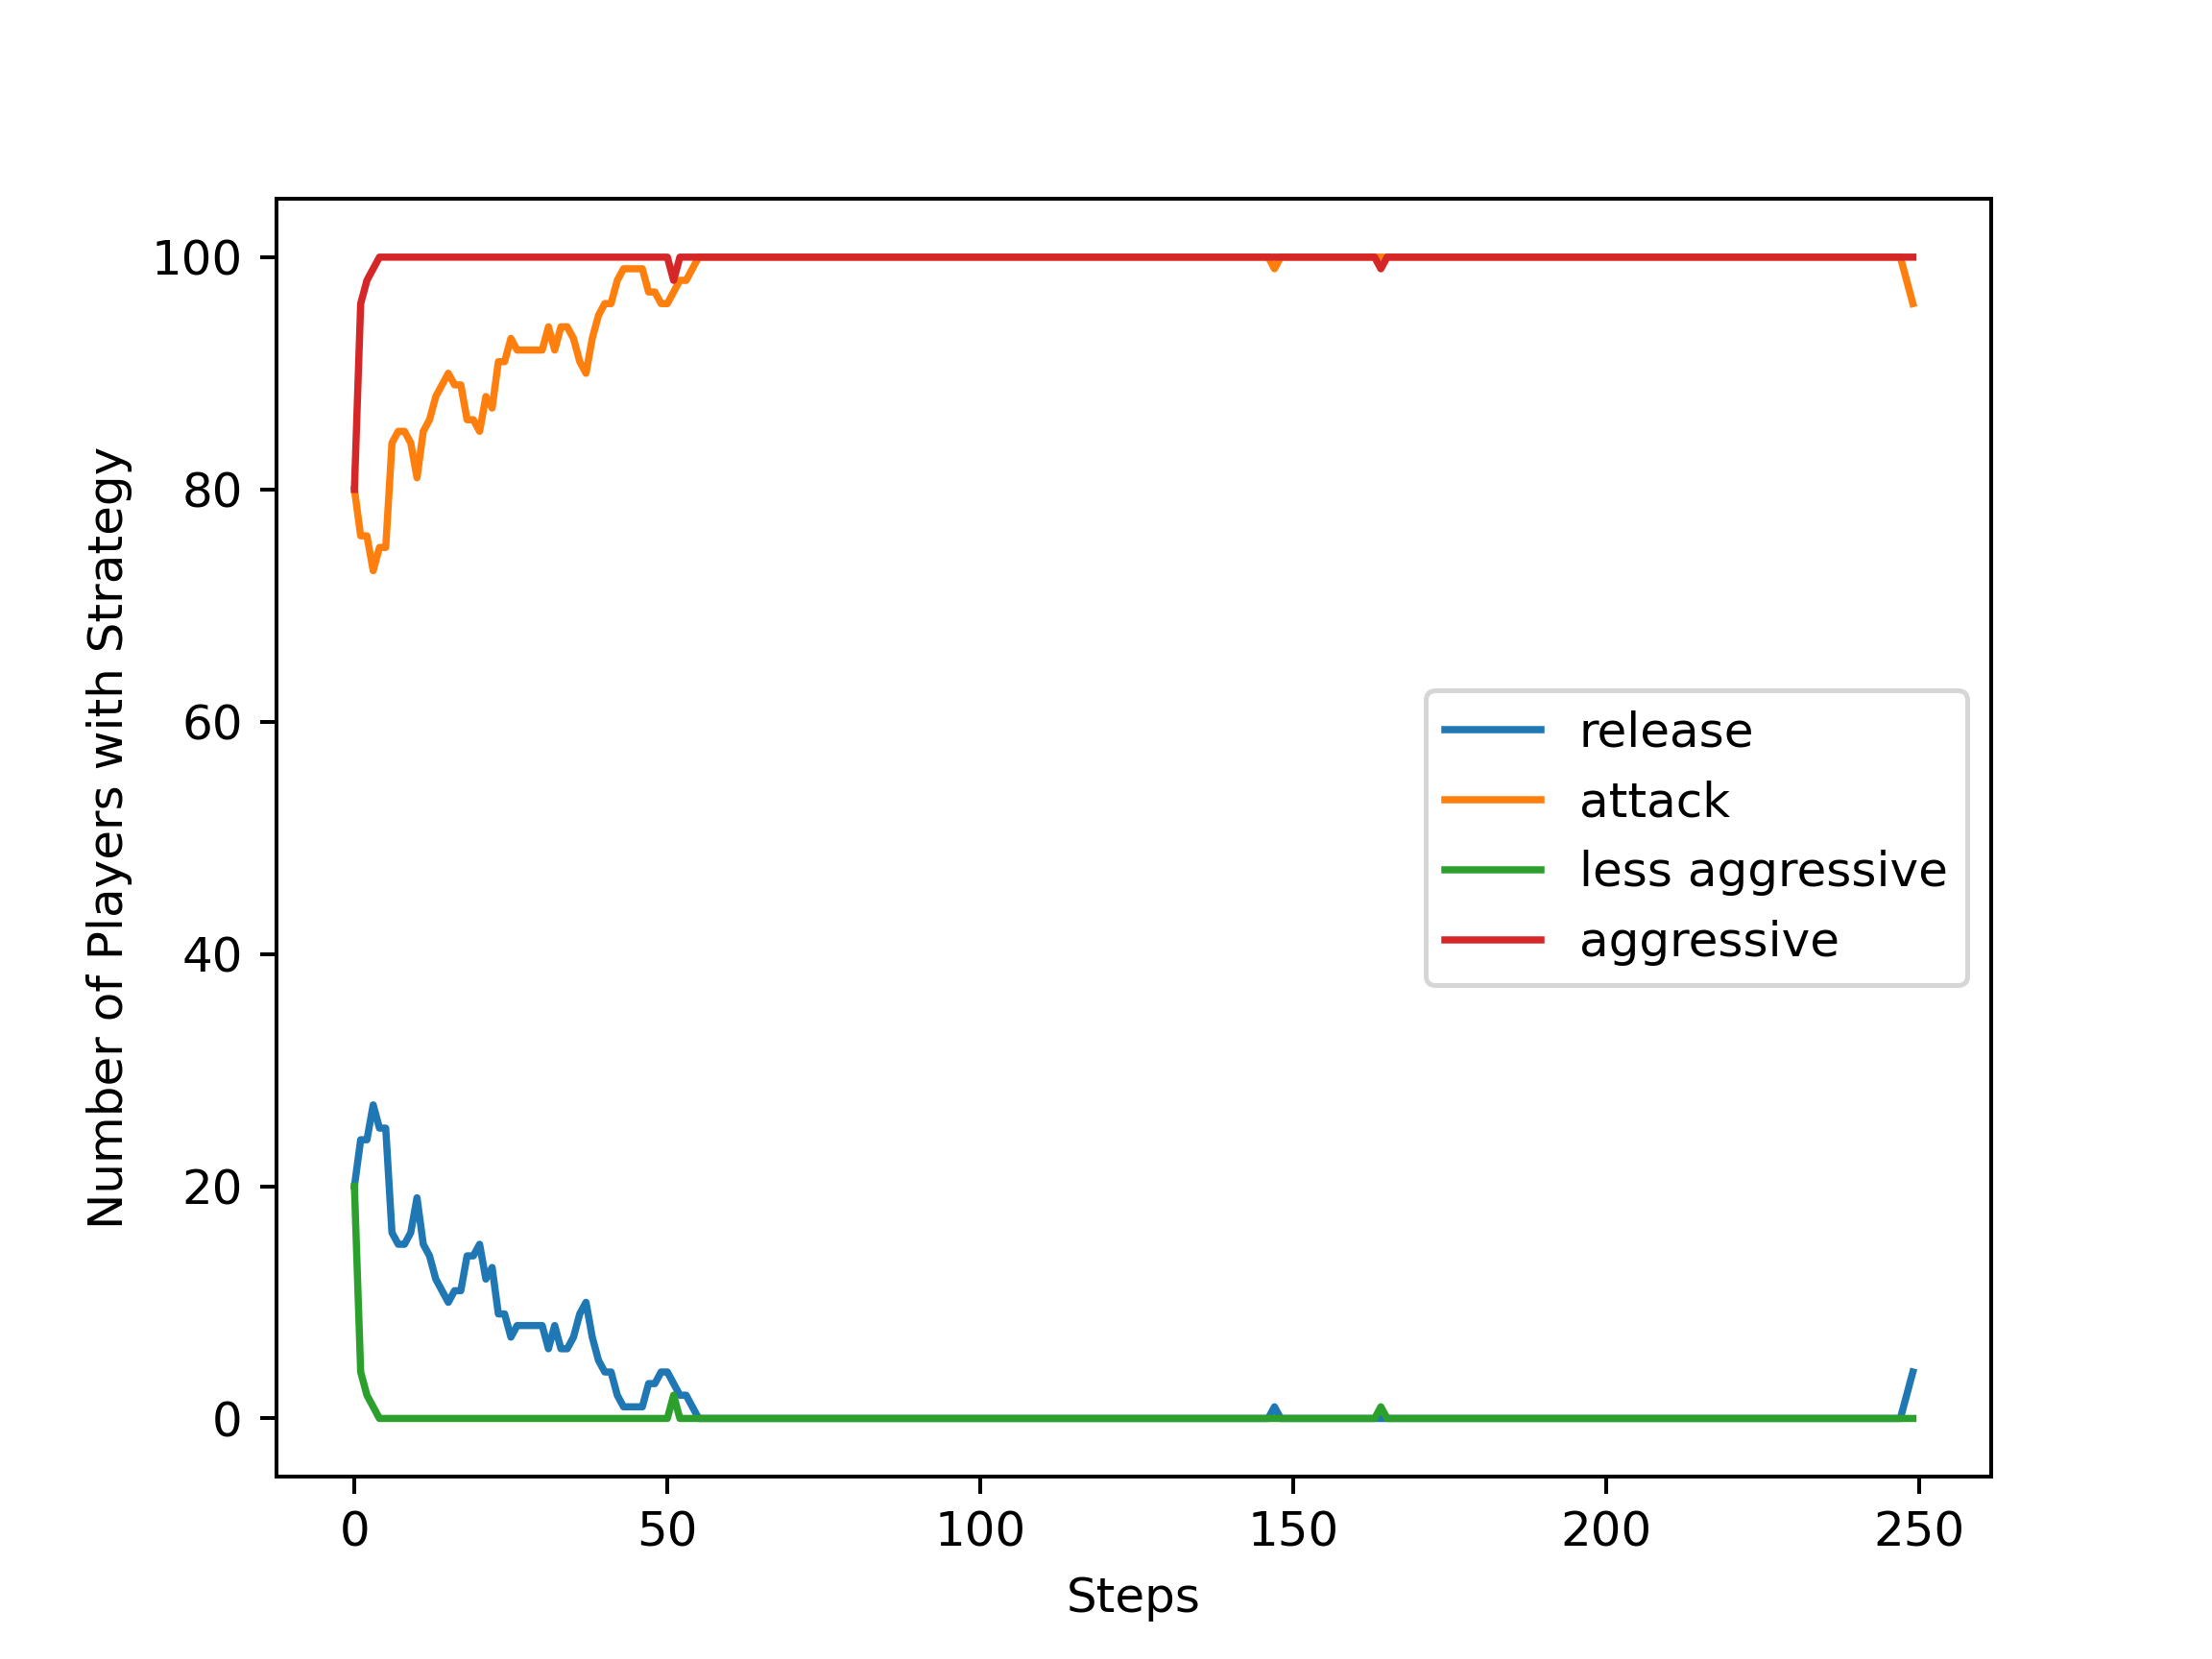 100
80
60
40
20
0
Number of Players with Strategy
release
attack
less aggressive
aggressive
0 50 100 150 200 250
Steps